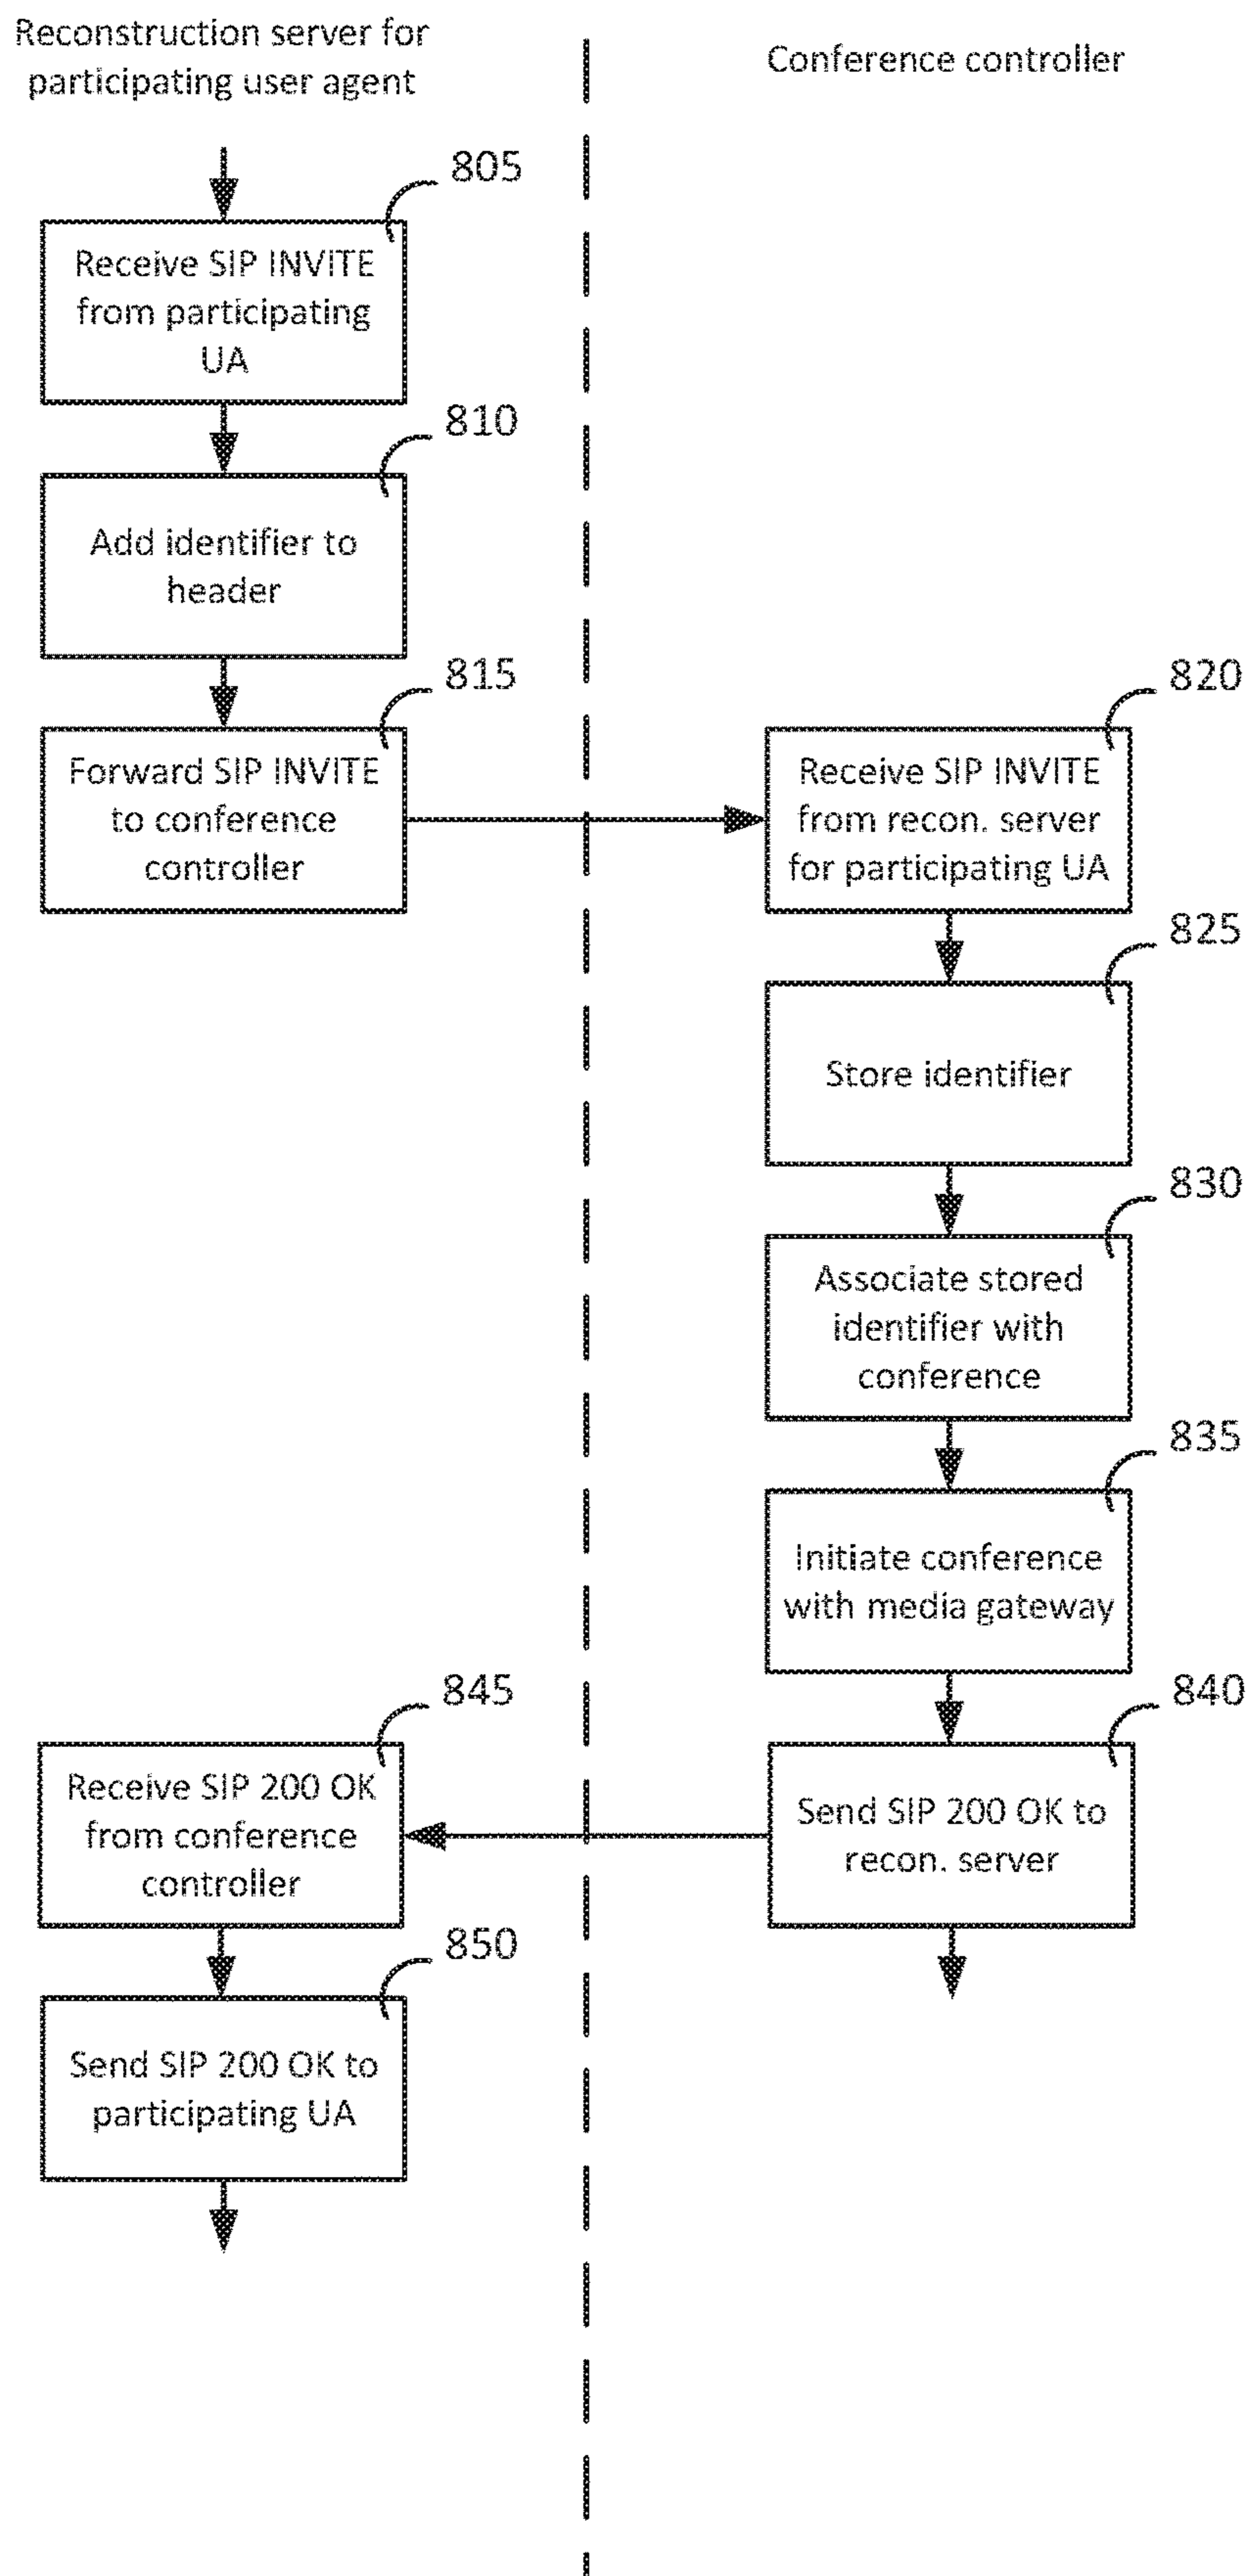 Reconstruction server for
participating user agent
Conference controller
805
Receive SIP INVITE
from participating
UA
810
Add identifier to
header
815
Forward SIP INVITE
to conference
controller
820
Receive SIP INVITE
from recon. server
for participating UA
825
Store identifier
830
Associate stored
identifier with
conference
835
Initiate conference
with media gateway
840
Send SIP 200 OK to
recon. server
845
Receive SIP 200 OK
from conference
controller
850
Send SIP 200 OK to
participating UA